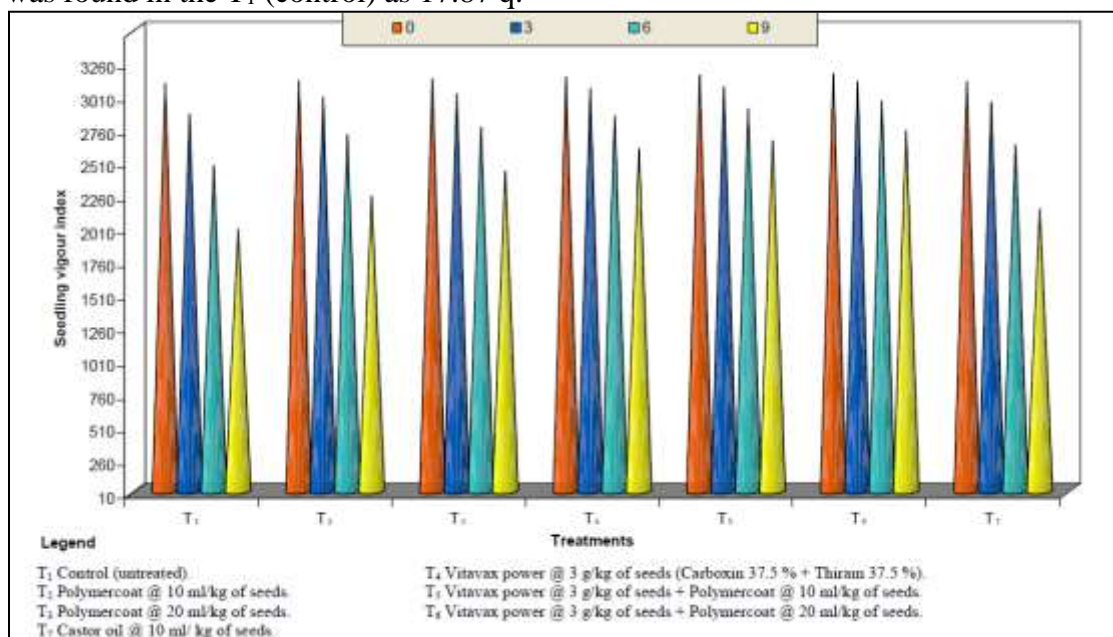 was found in the T₁ (control) as 17.87 q.
0 3 6 9
3260
3010
2760
2510
2260
2010
1760
1510
1260
1010
760
510
260
10
Seedling vigour index
T₁ T₂ T₃ T₄ T₅ T₆ T₇
Legend
Treatments
T₁ Control (untreated)
T₂ Polymercoat @ 10 ml/kg of seeds.
T₃ Polymercoat @ 20 ml/kg of seeds.
T₇ Castor oil @ 10 ml/ kg of seeds.
T₄ Vitavax power @ 3 g/kg of seeds (Carboxin 37.5 % + Thiram 37.5 %).
T₅ Vitavax power @ 3 g/kg of seeds + Polymercoat @ 10 ml/kg of seeds.
T₆ Vitavax power @ 3 g/kg of seeds + Polymercoat @ 20 ml/kg of seeds.